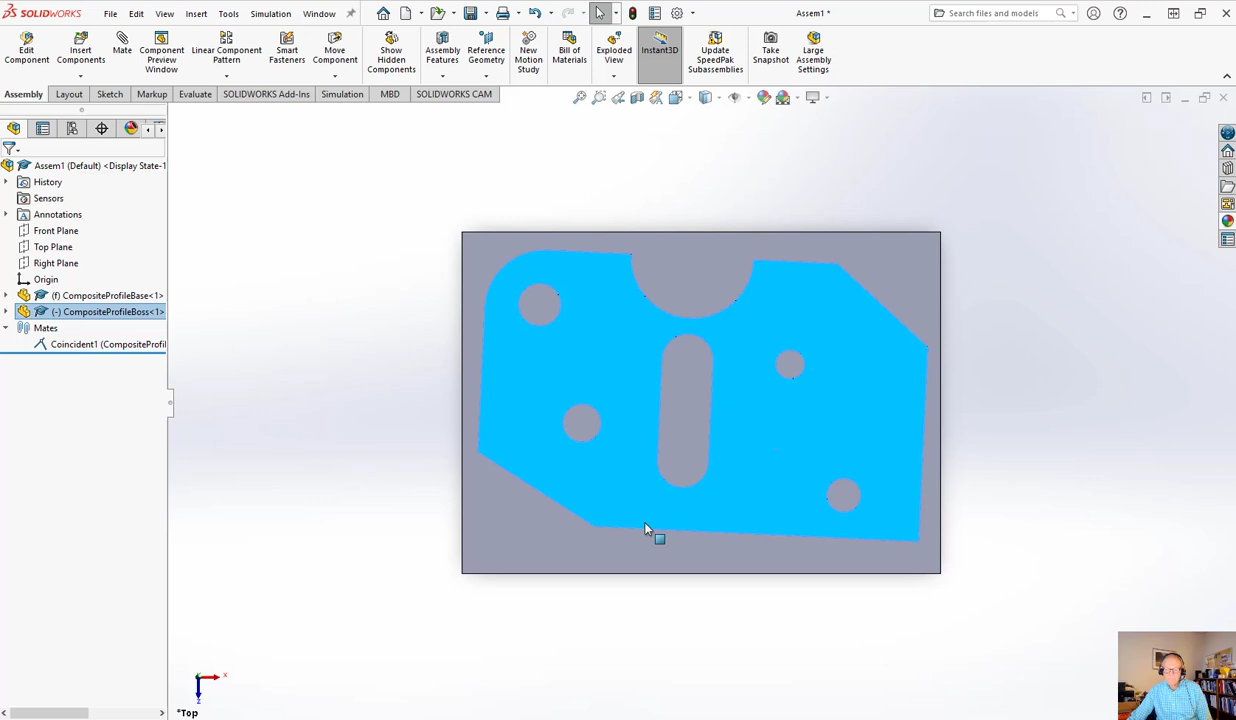 SOLIDWORKS File Edit View Insert Tools Simulation Window Assem1 * Search files and models
Edit Component
Insert Components
Mate
Component Preview Window
Linear Component Pattern
Smart Fasteners
Move Component
Show Hidden Components
Assembly Features
Reference Geometry
New Motion Study
Bill of Materials
Exploded View
Instant3D
Update SpeedPak Subassemblies
Take Snapshot
Large Assembly Settings
Assembly Layout Sketch Markup Evaluate SOLIDWORKS Add-Ins Simulation MBD SOLIDWORKS CAM
Assem1 (Default) <Display State-1
History
Sensors
Annotations
Front Plane
Top Plane
Right Plane
Origin
(f) CompositeProfileBase<1>
(-) CompositeProfileBoss<1>
Mates
Coincident1 (CompositeProfil
x
z
*Top